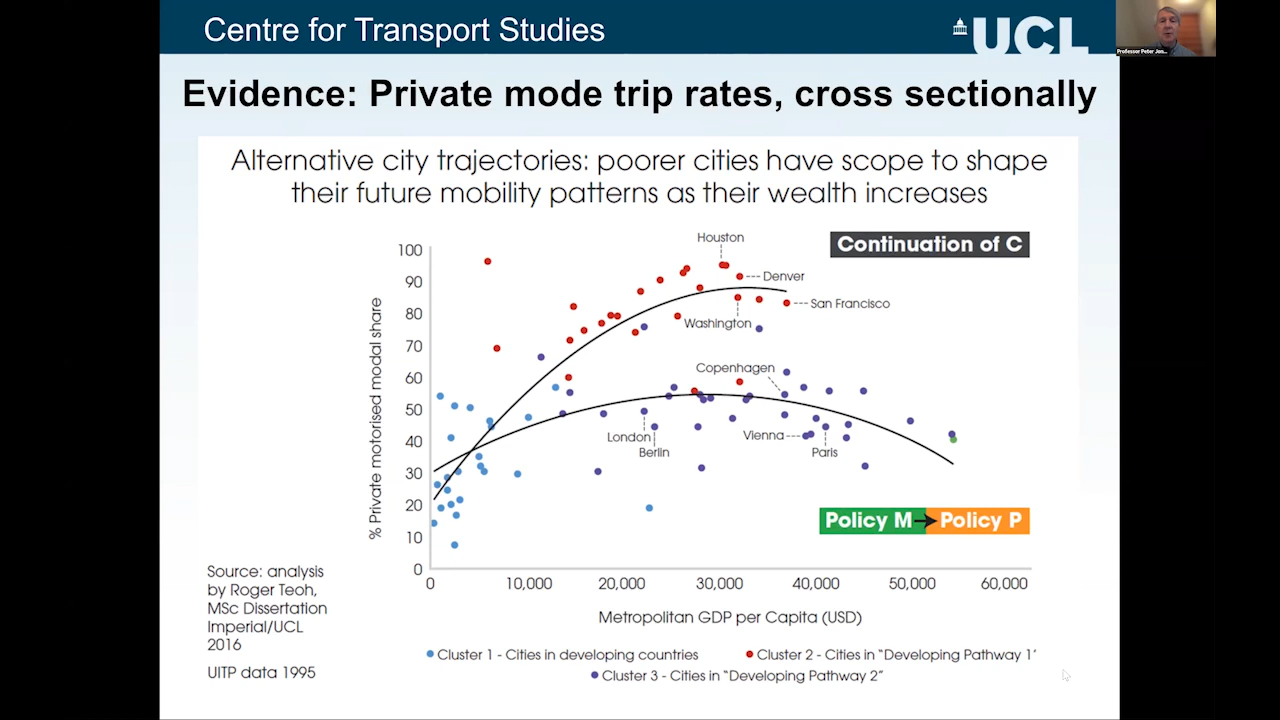 Centre for Transport Studies
UCL
Professor Peter Jon...
Evidence: Private mode trip rates, cross sectionally
Alternative city trajectories: poorer cities have scope to shape
their future mobility patterns as their wealth increases
Continuation of C
Houston
Denver
San Francisco
Washington
Copenhagen
London
Berlin
Vienna
Paris
% Private motorised modal share
100
90
80
70
60
50
40
30
20
10
0
Policy M
Policy P
0 10,000 20,000 30,000 40,000 50,000 60,000
Metropolitan GDP per Capita (USD)
Source: analysis
by Roger Teoh,
MSc Dissertation
Imperial/UCL
2016
UITP data 1995
Cluster 1 - Cities in developing countries
Cluster 2 - Cities in “Developing Pathway 1’
Cluster 3 - Cities in “Developing Pathway 2”